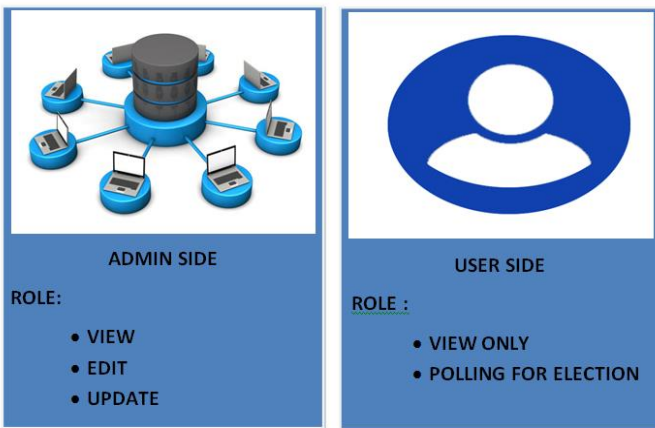 ADMIN SIDE
ROLE:
• VIEW
• EDIT
• UPDATE
USER SIDE
ROLE :
• VIEW ONLY
• POLLING FOR ELECTION